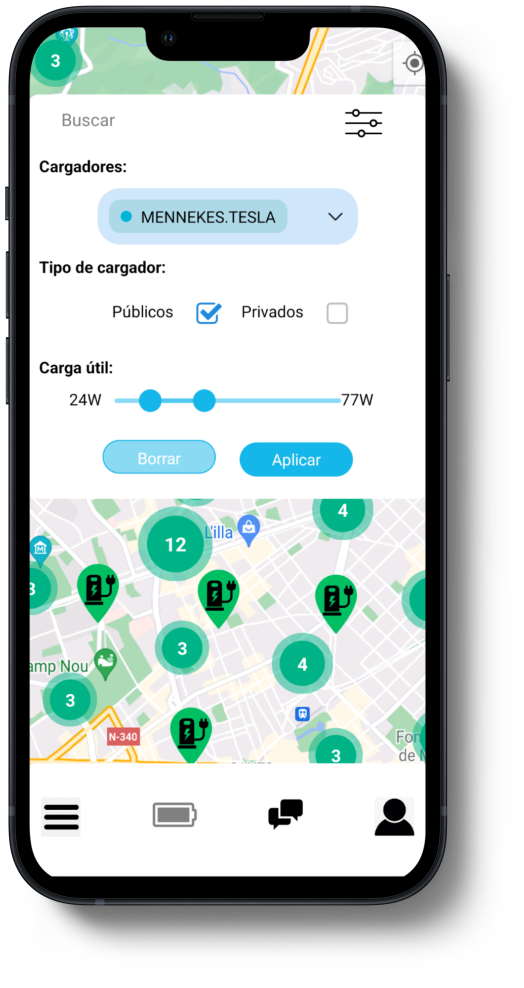 3
Buscar
Cargadores:
MENNEKES.TESLA
Tipo de cargador:
Públicos Privados
Carga útil:
24W 77W
Borrar Aplicar
4
L'illa
12
3
3
4
amp Nou
3
N-340
Fon
de M
3